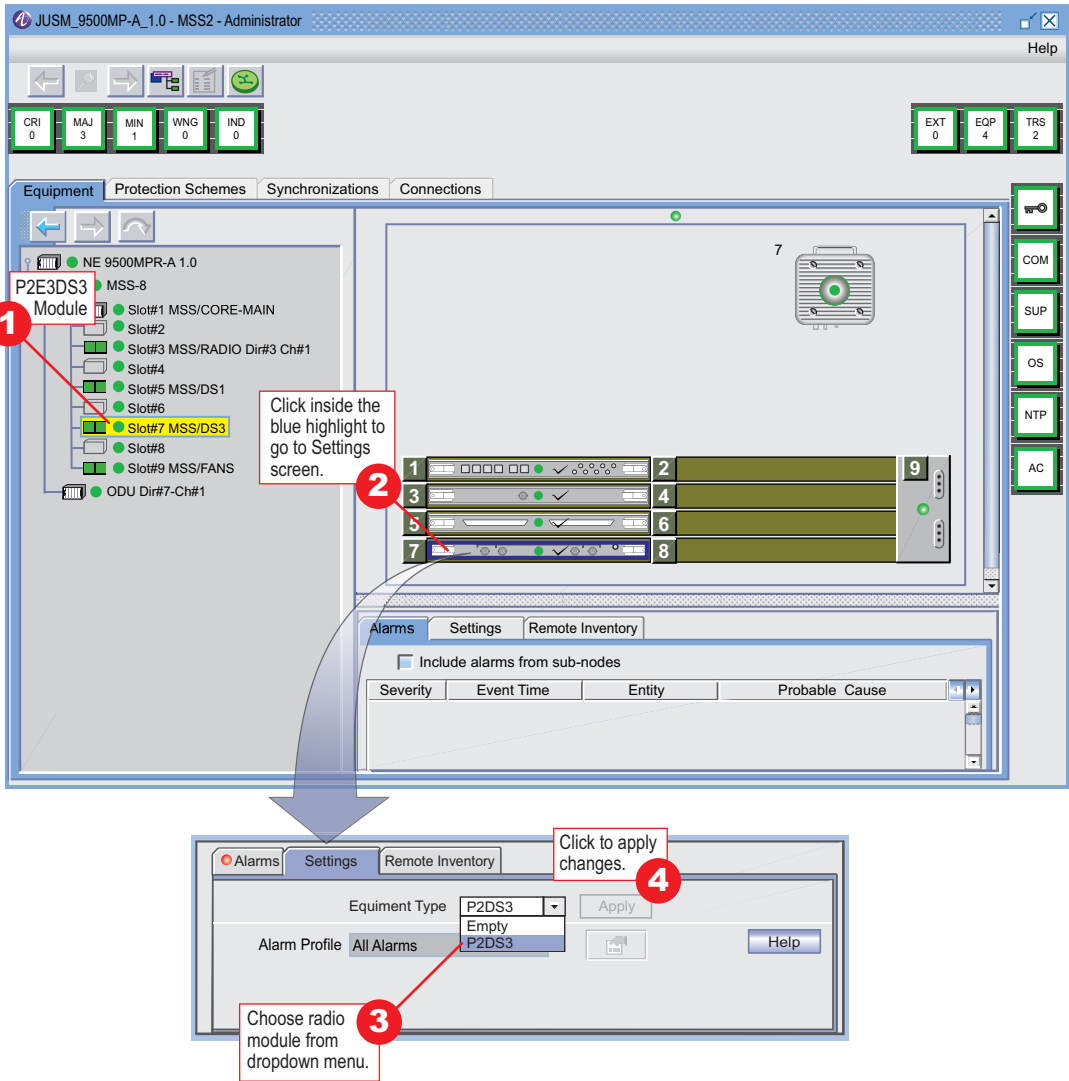 JUSM_9500MP-A_1.0 - MSS2 - Administrator
Help
CRI
0
MAJ
3
MIN
1
WNG
0
IND
0
EXT
0
EQP
4
TRS
2
Equipment
Protection Schemes
Synchronizations
Connections
NE 9500MPR-A 1.0
MSS-8
Slot#1 MSS/CORE-MAIN
Slot#2
Slot#3 MSS/RADIO Dir#3 Ch#1
Slot#4
Slot#5 MSS/DS1
Slot#6
Slot#7 MSS/DS3
Slot#8
Slot#9 MSS/FANS
ODU Dir#7-Ch#1
P2E3DS3
Module
1
Click inside the
blue highlight to
go to Settings
screen.
2
7
1
2
9
3
4
5
6
7
8
COM
SUP
OS
NTP
AC
Alarms
Settings
Remote Inventory
Include alarms from sub-nodes
Severity
Event Time
Entity
Probable Cause
Alarms
Settings
Remote Inventory
Click to apply
changes.
4
Equiment Type
P2DS3
Apply
Empty
P2DS3
Alarm Profile
All Alarms
Help
Choose radio
module from
dropdown menu.
3